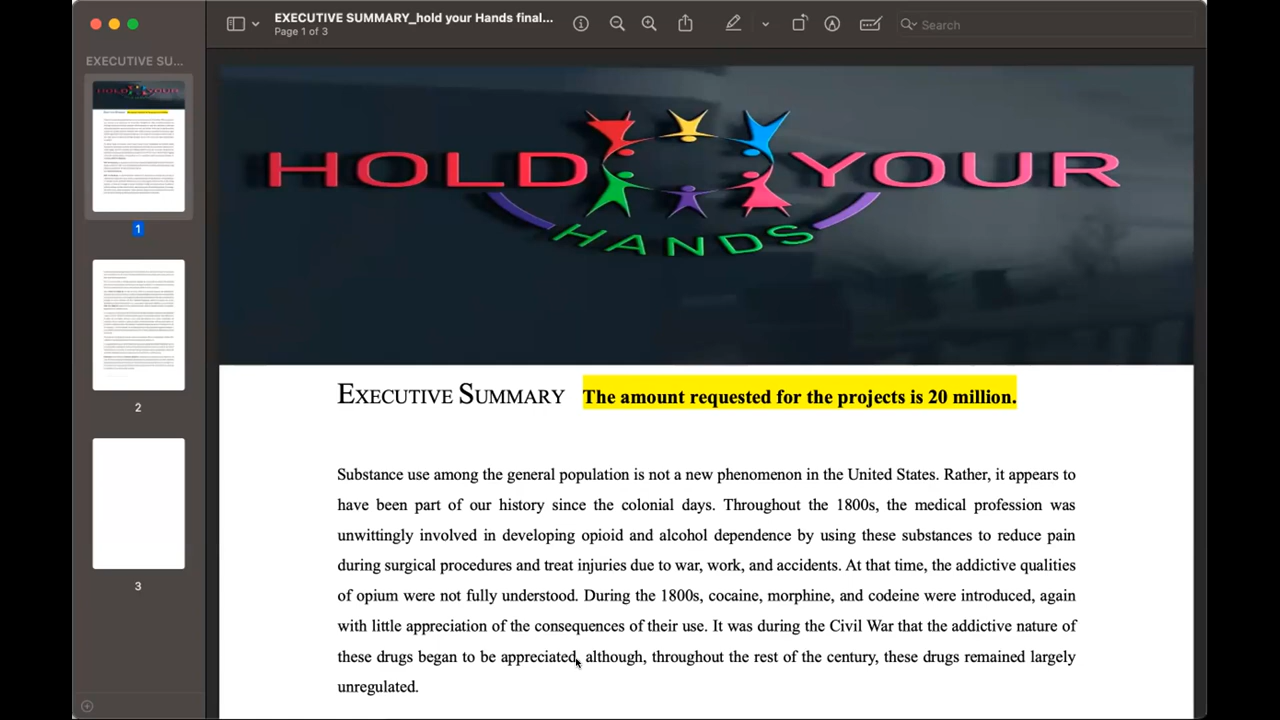 EXECUTIVE SUMMARY_hold your Hands final...
Page 1 of 3
Search
EXECUTIVE SU...
1
2
3
HOLD YOUR
HANDS
EXECUTIVE SUMMARY The amount requested for the projects is 20 million.
Substance use among the general population is not a new phenomenon in the United States. Rather, it appears to
have been part of our history since the colonial days. Throughout the 1800s, the medical profession was
unwittingly involved in developing opioid and alcohol dependence by using these substances to reduce pain
during surgical procedures and treat injuries due to war, work, and accidents. At that time, the addictive qualities
of opium were not fully understood. During the 1800s, cocaine, morphine, and codeine were introduced, again
with little appreciation of the consequences of their use. It was during the Civil War that the addictive nature of
these drugs began to be appreciated, although, throughout the rest of the century, these drugs remained largely
unregulated.